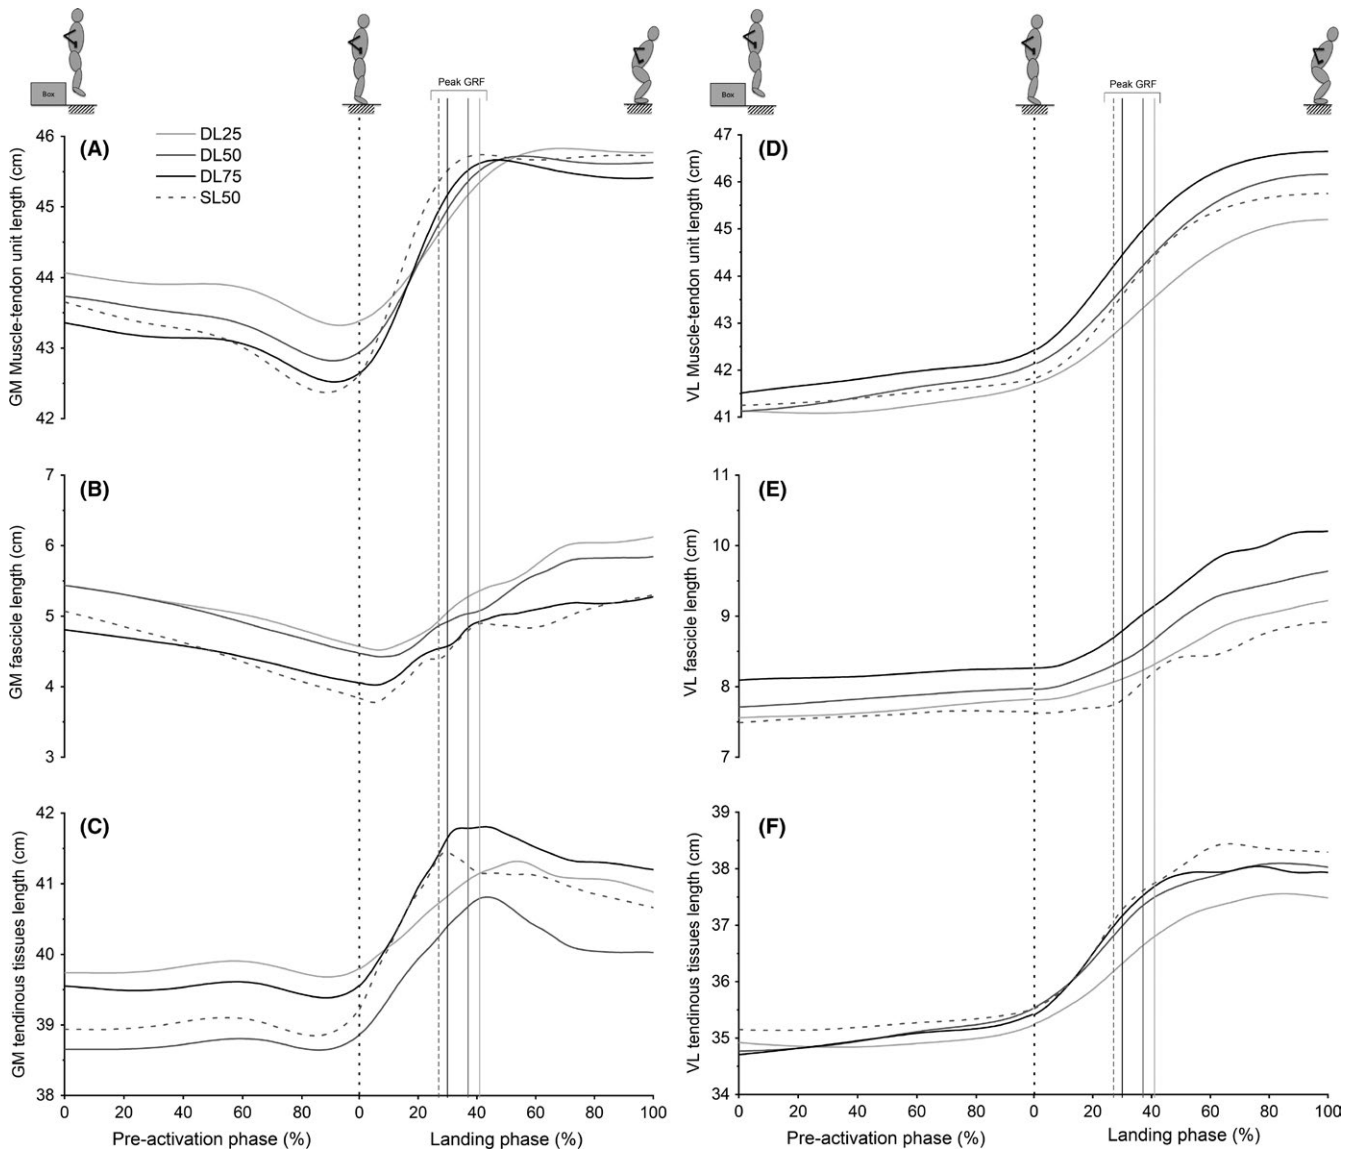 Box
Box
Peak GRF
Peak GRF
DL25
DL50
DL75
SL50
(A)
GM Muscle-tendon unit length (cm)
46
45
44
43
42
(D)
VL Muscle-tendon unit length (cm)
47
46
45
44
43
42
41
(B)
GM fascicle length (cm)
7
6
5
4
3
(E)
VL fascicle length (cm)
11
10
9
8
7
(C)
GM tendinous tissues length (cm)
42
41
40
39
38
0 20 40 60 80 0 20 40 60 80 100
Pre-activation phase (%) Landing phase (%)
(F)
VL tendinous tissues length (cm)
39
38
37
36
35
34
0 20 40 60 80 0 20 40 60 80 100
Pre-activation phase (%) Landing phase (%)